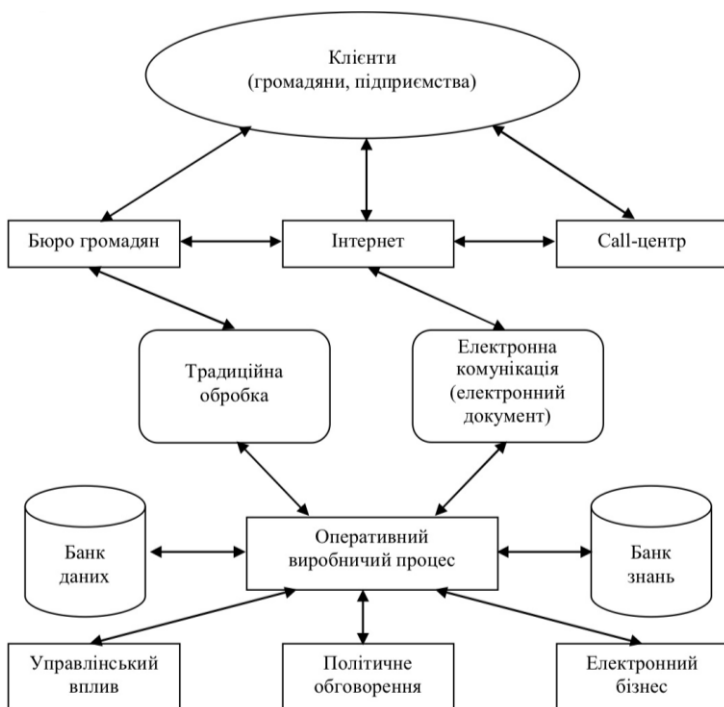 Клієнти
(громадяни, підприємства)
Бюро громадян
Інтернет
Call-центр
Традиційна
обробка
Електронна
комунікація
(електронний
документ)
Банк
даних
Оперативний
виробничий процес
Банк
знань
Управлінський
вплив
Політичне
обговорення
Електронний
бізнес